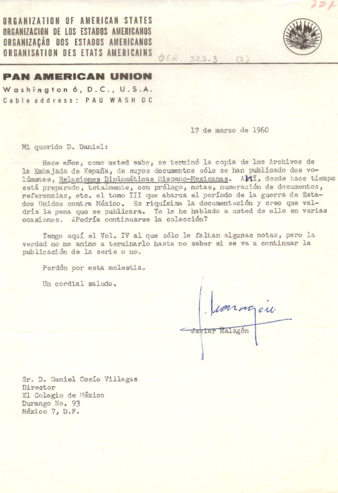 ORGANIZATION OF AMERICAN STATES
ORGANIZACIÓN DE LOS ESTADOS AMERICANOS
ORGANIZAÇÃO DOS ESTADOS AMERICANOS
ORGANISATION DES ETATS AMERICAINS
PAN AMERICAN UNION
Washington 6, D.C., U.S.A.
Cable address: PAU WASH DC
17 de marzo de 1960
Mi querido D. Daniel:
Hace años, como usted sabe, se terminó la copia de los Archivos de
la Embajada de España, de cuyos documentos sólo se han publicado dos vo-
lúmenes, Relaciones Diplomáticas Hispano-Mexicanas. Allí, desde hace tiempo
está preparado, totalmente, con prólogo, notas, numeración de documentos,
referencias, etc. el tomo III que abarca el período de la guerra de Esta-
dos Unidos contra México. Es riquísima la documentación y creo que val-
dría la pena que se publicara. Yo le he hablado a usted de ello en varias
ocasiones. ¿Podría continuarse la colección?
Tengo aquí el Vol. IV al que sólo le faltan algunas notas, pero la
verdad no me animo a terminarlo hasta no saber si se va a continuar la
publicación de la serie o no.
Perdón por esta molestia.
Un cordial saludo.
Javier Malagón
Sr. D. Daniel Cosío Villegas
Director
El Colegio de México
Durango No. 93
México 7, D.F.